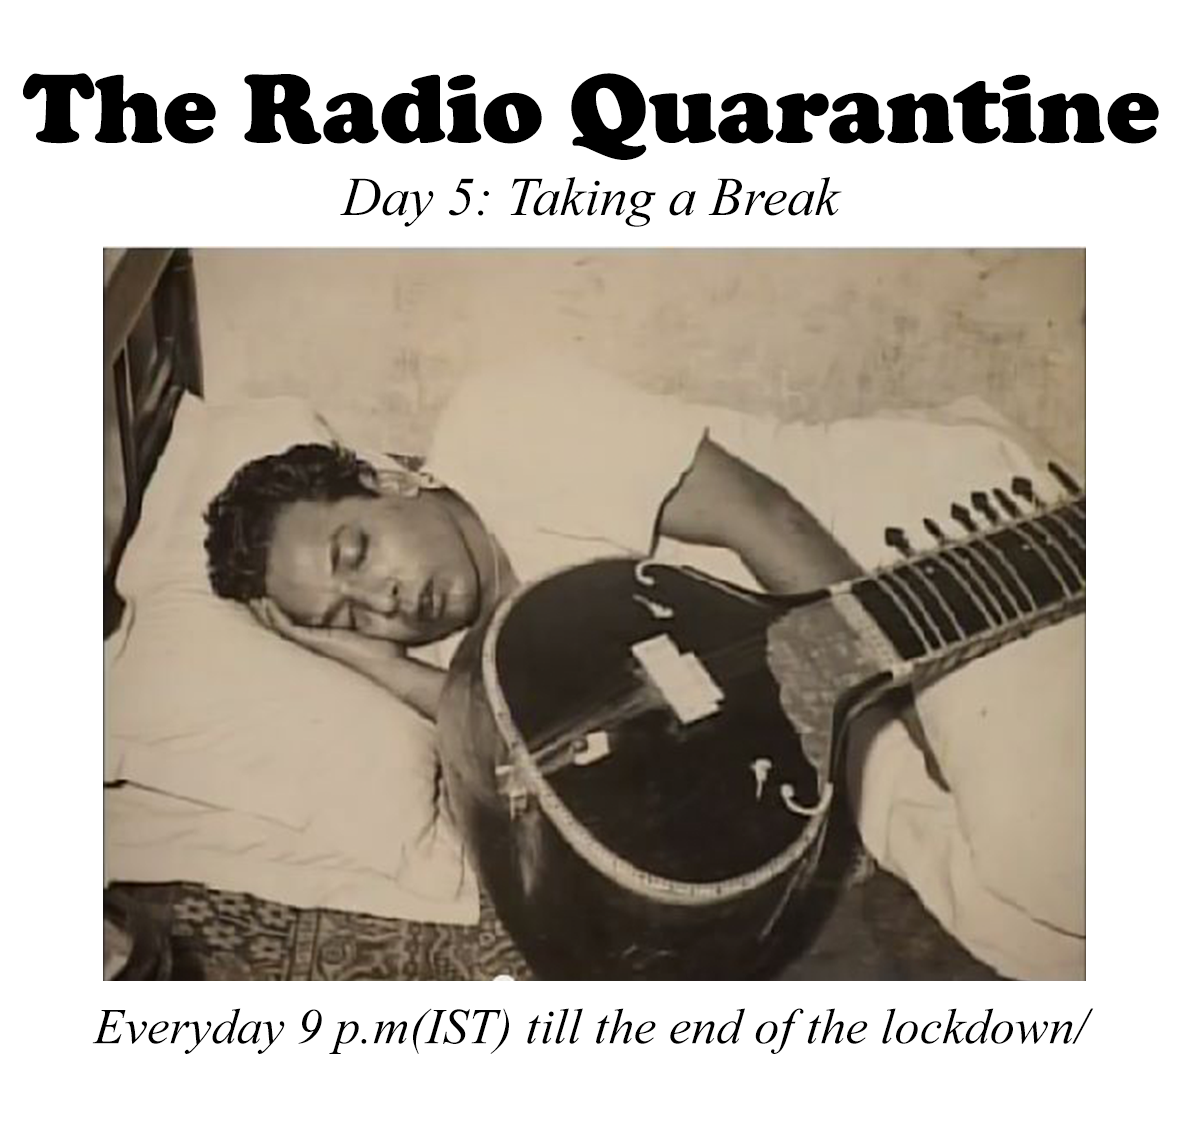 The Radio Quarantine
Day 5: Taking a Break
Everyday 9 p.m(IST) till the end of the lockdown/